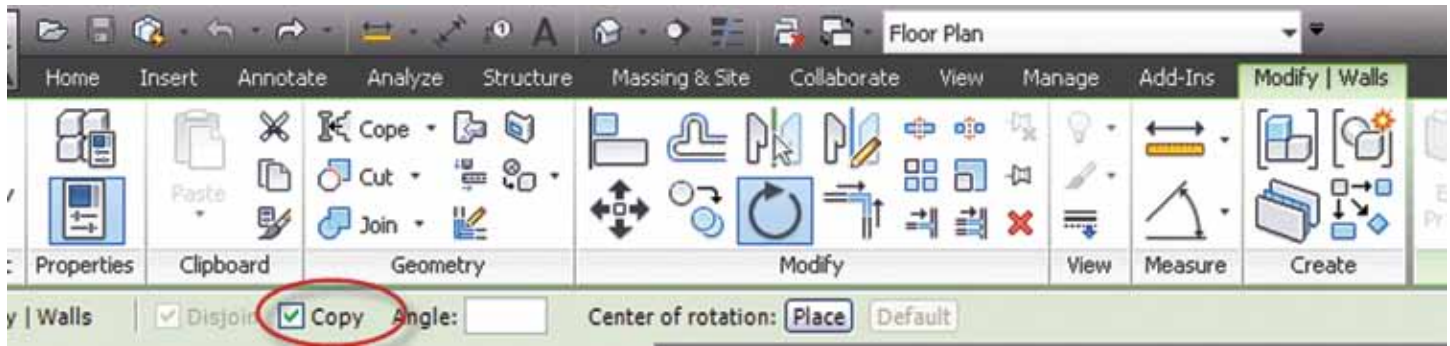 Floor Plan
Home Insert Annotate Analyze Structure Massing & Site Collaborate View Manage Add-Ins Modify | Walls
Cope
Paste Cut
Join
Properties Clipboard Geometry Modify View Measure Create
y | Walls Disjoin Copy Angle: Center of rotation: Place Default